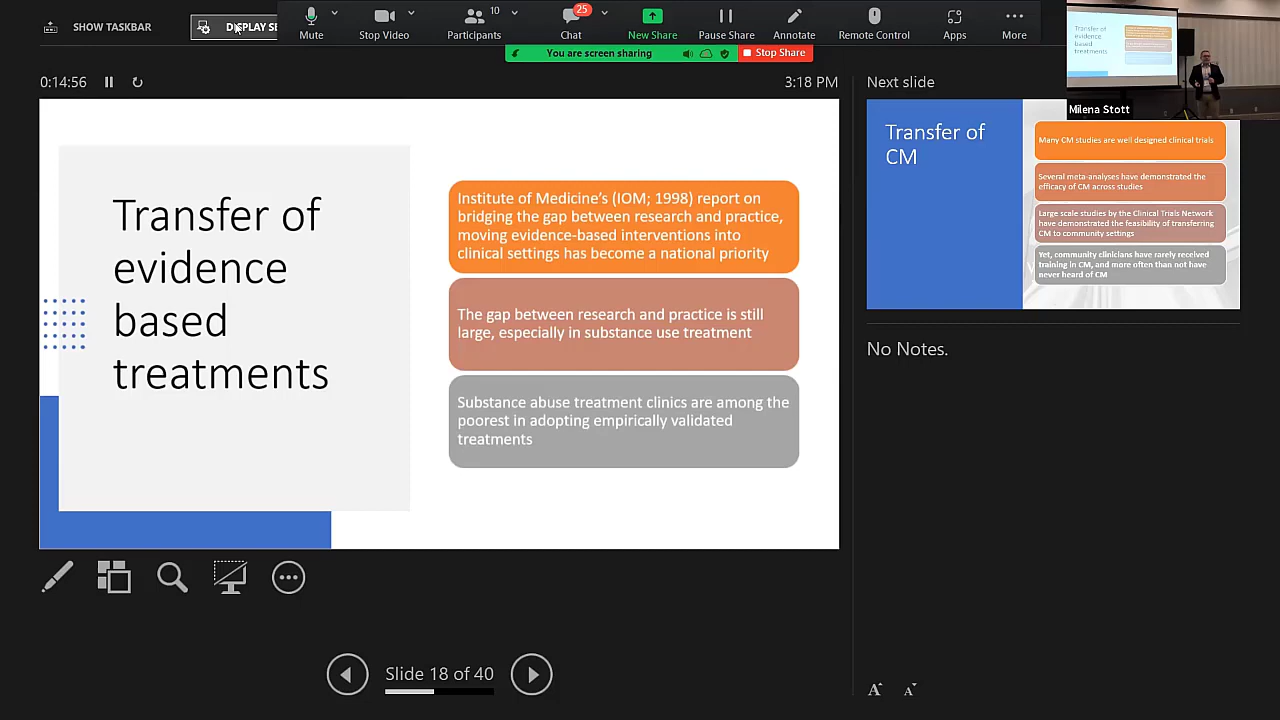 SHOW TASKBAR
DISPLAY SE
Mute
Stop Video
10
Participants
25
Chat
New Share
Pause Share
Annotate
Remote Control
Apps
More
You are screen sharing
Stop Share
0:14:56
3:18 PM
Next slide
Milena Stott
Transfer of
evidence
based
treatments
Institute of Medicine's (IOM; 1998) report on
bridging the gap between research and practice,
moving evidence-based interventions into
clinical settings has become a national priority
The gap between research and practice is still
large, especially in substance use treatment
Substance abuse treatment clinics are among the
poorest in adopting empirically validated
treatments
Transfer of
CM
Many CM studies are well designed clinical trials
Several meta-analyses have demonstrated the
efficacy of CM across studies
Large scale studies by the Clinical Trials Network
have demonstrated the feasibility of transferring
CM to community settings
Yet, community clinicians have rarely received
training in CM, and more often than not have
never heard of CM
No Notes.
Slide 18 of 40
Transfer of
evidence
based
treatments